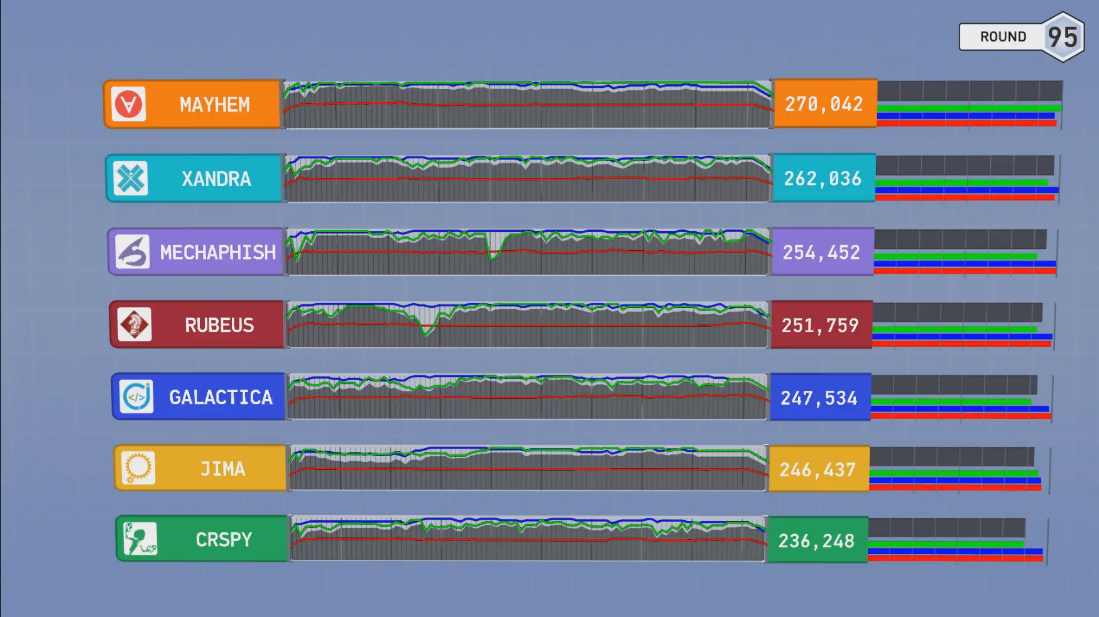 ROUND 95
MAYHEM 270,042
XANDRA 262,036
MECHAPHISH 254,452
RUBEUS 251,759
GALACTICA 247,534
JIMA 246,437
CRSPY 236,248